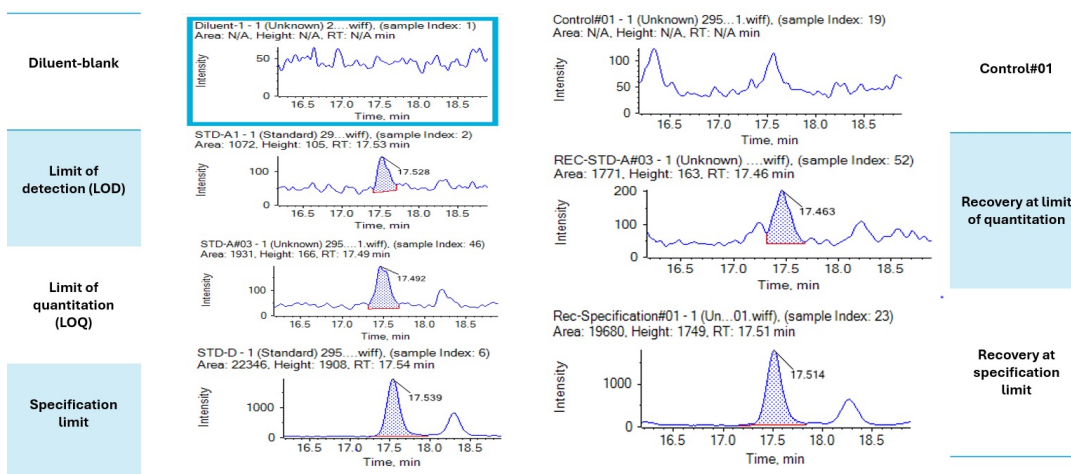 Diluent-blank
Diluent-1 - 1 (Unknown) 2....wiff), (sample Index: 1)
Area: N/A, Height: N/A, RT: N/A min
Intensity
50
0
16.5 17.0 17.5 18.0 18.5
Time, min
Control#01 - 1 (Unknown) 295...1.wiff), (sample Index: 19)
Area: N/A, Height: N/A, RT: N/A min
Intensity
100
50
0
16.5 17.0 17.5 18.0 18.5
Time, min
Control#01
Limit of
detection (LOD)
STD-A1 - 1 (Standard) 29...wiff), (sample Index: 2)
Area: 1072, Height: 105, RT: 17.53 min
Intensity
100
0
17.528
16.5 17.0 17.5 18.0 18.5
Time, min
REC-STD-A#03 - 1 (Unknown) ....wiff), (sample Index: 52)
Area: 1771, Height: 163, RT: 17.46 min
Intensity
200
100
0
17.463
16.5 17.0 17.5 18.0 18.5
Time, min
Recovery at limit
of quantitation
Limit of
quantitation
(LOQ)
STD-A#03 - 1 (Unknown) 295...1.wiff), (sample Index: 46)
Area: 1931, Height: 166, RT: 17.49 min
Intensity
100
0
17.492
16.5 17.0 17.5 18.0 18.5
Time, min
Specification
limit
STD-D - 1 (Standard) 295....wiff), (sample Index: 6)
Area: 22346, Height: 1908, RT: 17.54 min
Intensity
1000
0
17.539
16.5 17.0 17.5 18.0 18.5
Time, min
Rec-Specification#01 - 1 (Un...01.wiff), (sample Index: 23)
Area: 19680, Height: 1749, RT: 17.51 min
Intensity
1000
0
17.514
16.5 17.0 17.5 18.0 18.5
Time, min
Recovery at
specification
limit